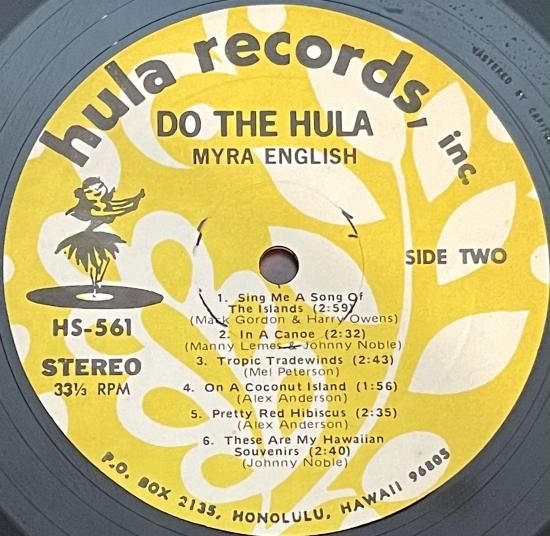 hula records, inc.
MASTERED BY CAPITOL
DO THE HULA
MYRA ENGLISH
SIDE TWO
HS-561
STEREO
33⅓ RPM
1. Sing Me A Song Of
The Islands (2:59)
(Mack Gordon & Harry Owens)
2. In A Canoe (2:32)
(Manny Lemes & Johnny Noble)
3. Tropic Tradewinds (2:43)
(Mel Peterson)
4. On A Coconut Island (1:56)
(Alex Anderson)
5. Pretty Red Hibiscus (2:35)
(Alex Anderson)
6. These Are My Hawaiian
Souvenirs (2:40)
(Johnny Noble)
P.O. BOX 2135, HONOLULU, HAWAII 96805